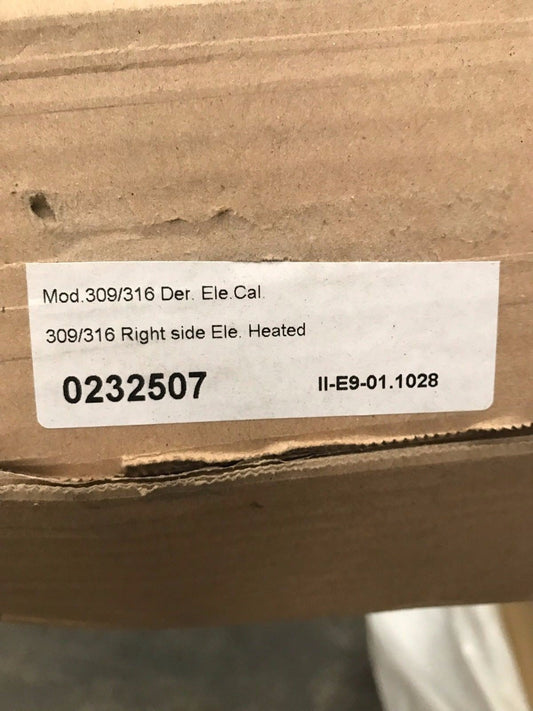 Mod.309/316 Der. Ele.Cal.
309/316 Right side Ele. Heated
0232507 II-E9-01.1028